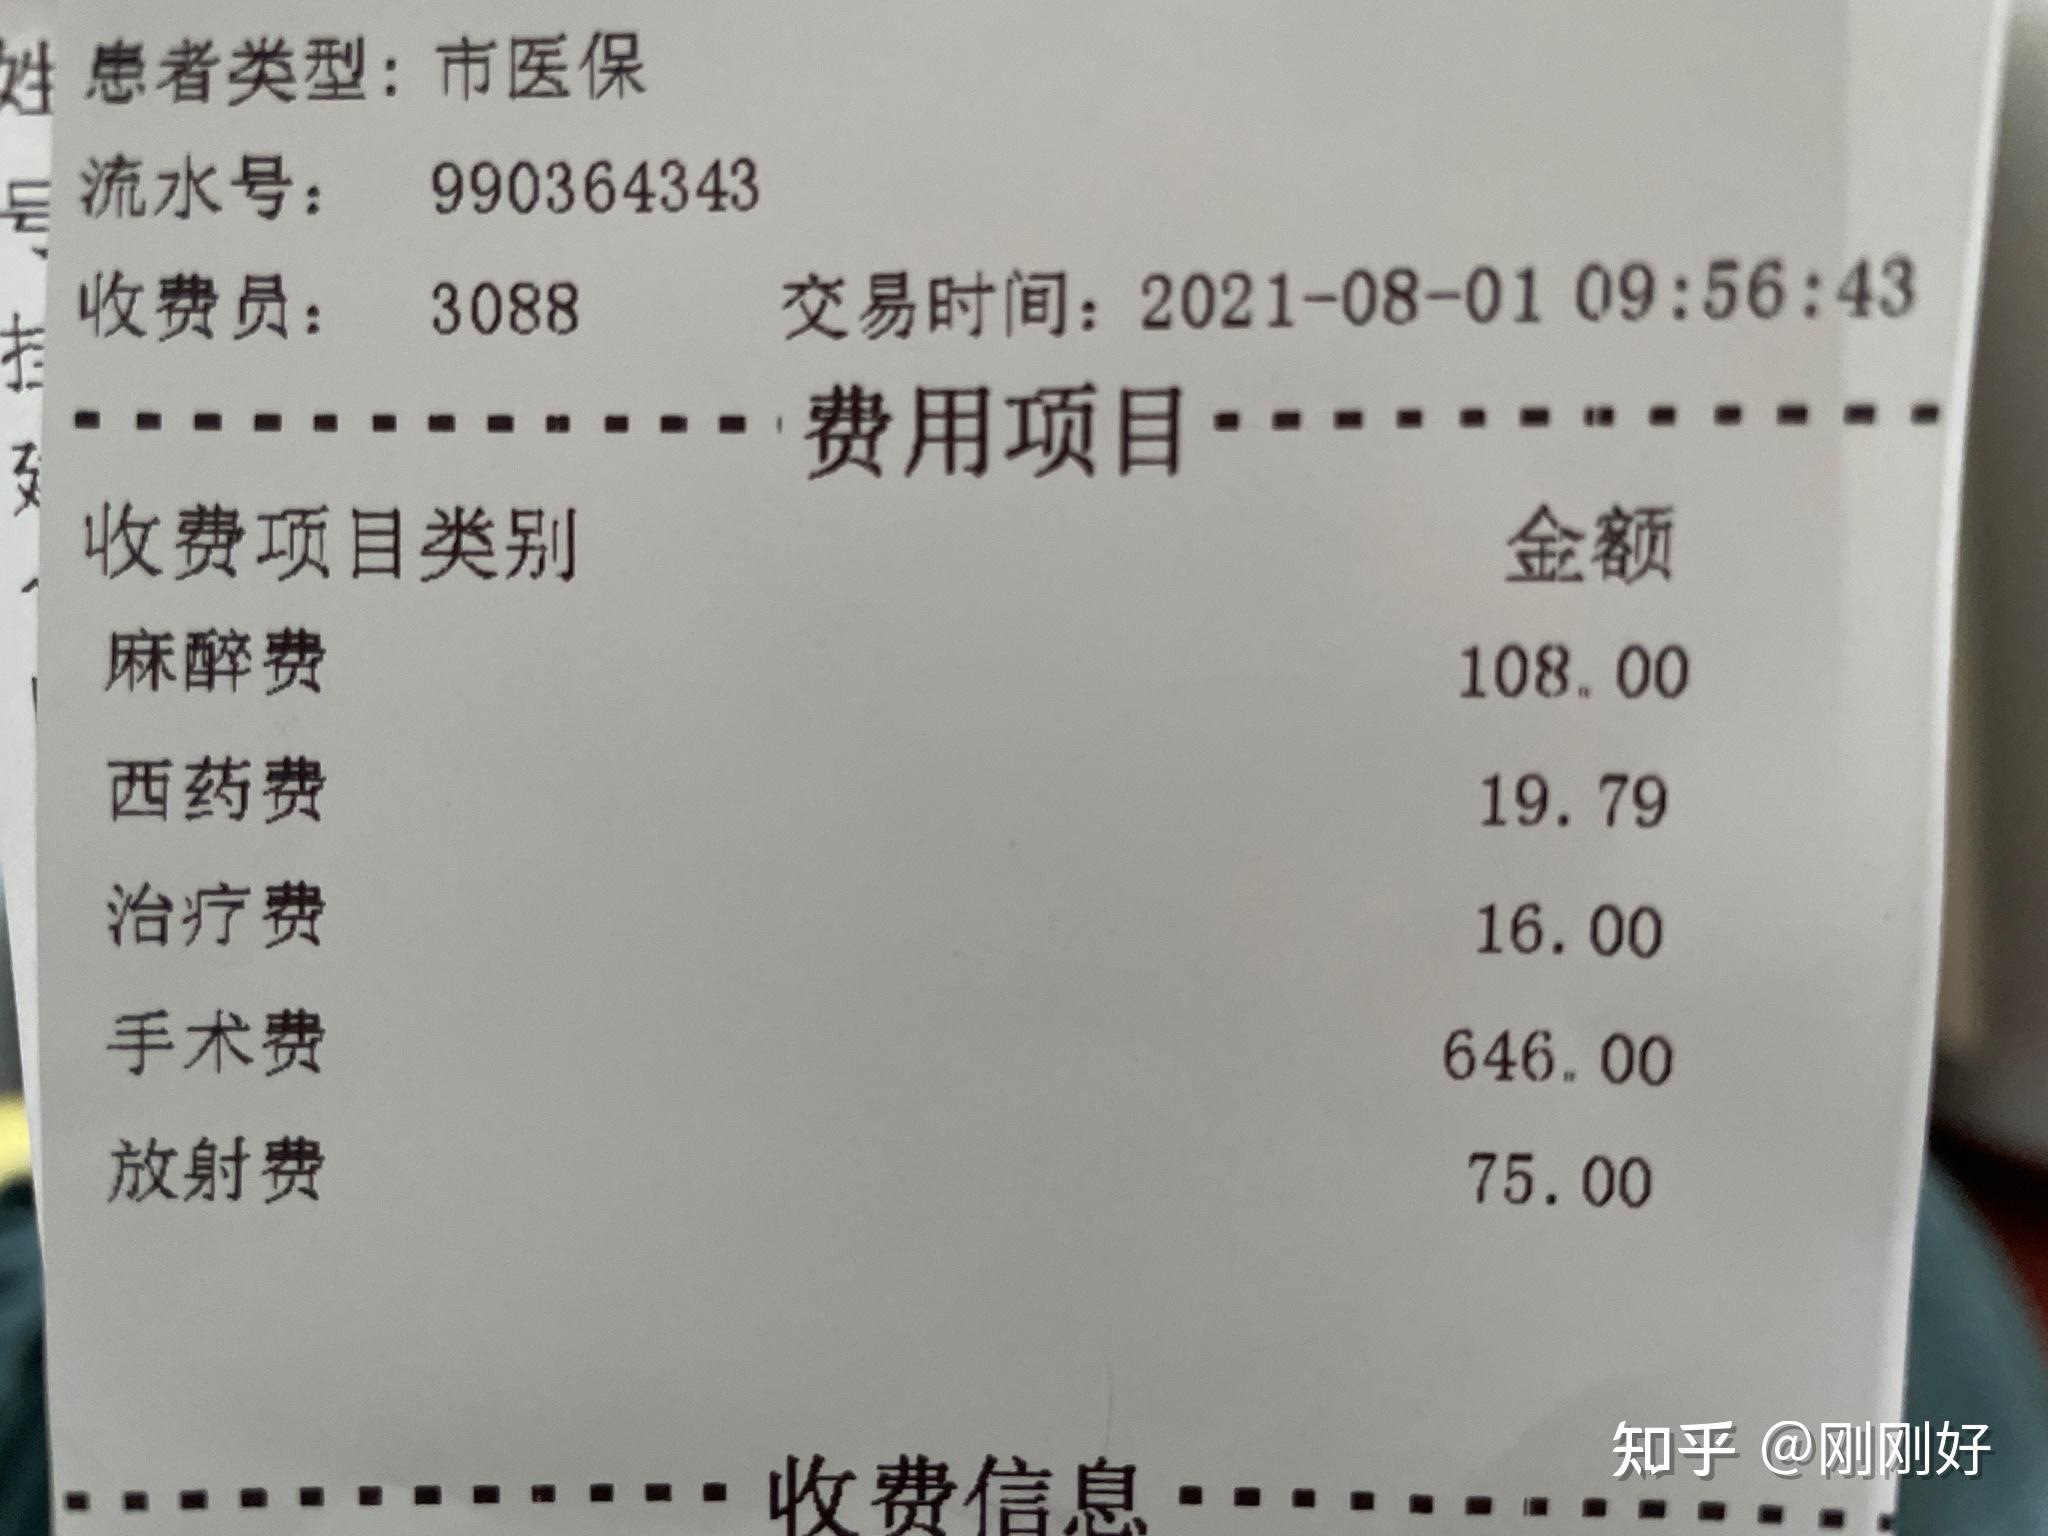 患者类型：市医保
流水号： 990364343
收费员： 3088 交易时间：2021-08-01 09:56:43
费用项目
收费项目类别 金额
麻醉费 108.00
西药费 19.79
治疗费 16.00
手术费 646.00
放射费 75.00
收费信息
姓
号
知乎 @刚刚好